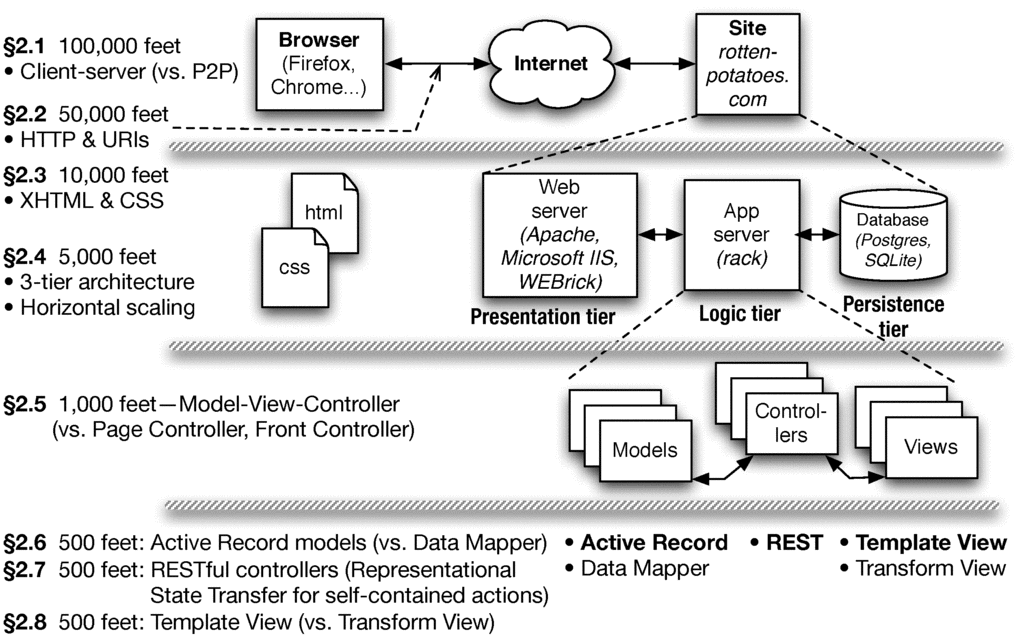 §2.1 100,000 feet
• Client-server (vs. P2P)
Browser
(Firefox,
Chrome...)
Internet
Site
rotten-
potatoes.
com
§2.2 50,000 feet
• HTTP & URIs
§2.3 10,000 feet
• XHTML & CSS
html
css
§2.4 5,000 feet
• 3-tier architecture
• Horizontal scaling
Web
server
(Apache,
Microsoft IIS,
WEBrick)
Presentation tier
App
server
(rack)
Logic tier
Database
(Postgres,
SQLite)
Persistence
tier
§2.5 1,000 feet—Model-View-Controller
(vs. Page Controller, Front Controller)
Models
Control-
lers
Views
§2.6 500 feet: Active Record models (vs. Data Mapper)
§2.7 500 feet: RESTful controllers (Representational
State Transfer for self-contained actions)
§2.8 500 feet: Template View (vs. Transform View)
• Active Record
• Data Mapper
• REST
• Template View
• Transform View